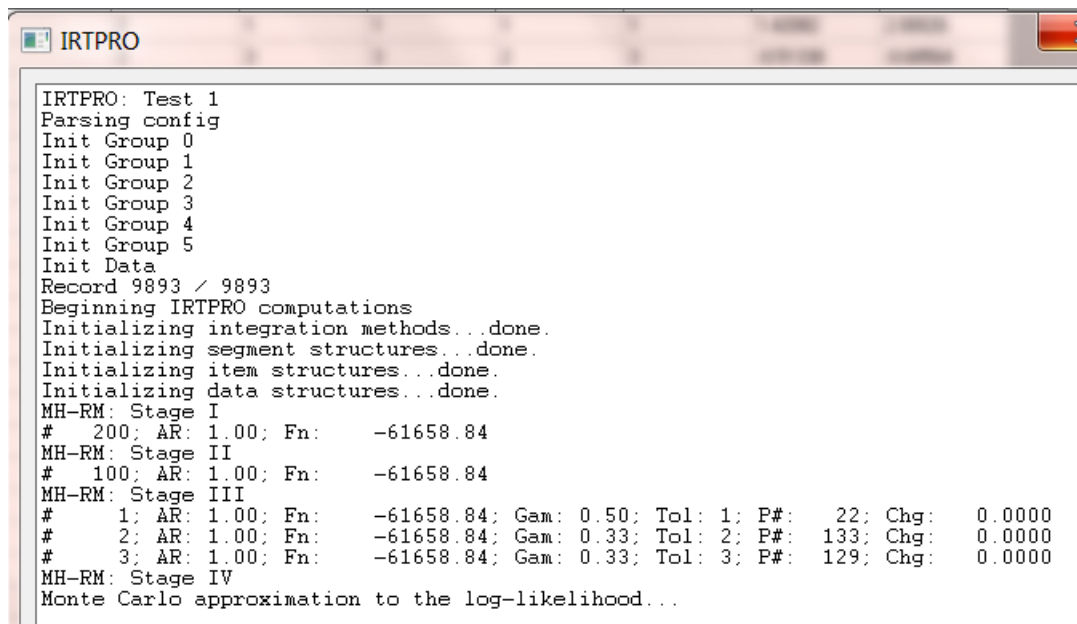 IRTPRO
IRTPRO: Test 1
Parsing config
Init Group 0
Init Group 1
Init Group 2
Init Group 3
Init Group 4
Init Group 5
Init Data
Record 9893 / 9893
Beginning IRTPRO computations
Initializing integration methods...done.
Initializing segment structures...done.
Initializing item structures...done.
Initializing data structures...done.
MH-RM: Stage I
#   200; AR: 1.00; Fn:    -61658.84
MH-RM: Stage II
#   100; AR: 1.00; Fn:    -61658.84
MH-RM: Stage III
#     1; AR: 1.00; Fn:    -61658.84; Gam: 0.50; Tol: 1; P#:   22; Chg:    0.0000
#     2; AR: 1.00; Fn:    -61658.84; Gam: 0.33; Tol: 2; P#:  133; Chg:    0.0000
#     3; AR: 1.00; Fn:    -61658.84; Gam: 0.33; Tol: 3; P#:  129; Chg:    0.0000
MH-RM: Stage IV
Monte Carlo approximation to the log-likelihood...